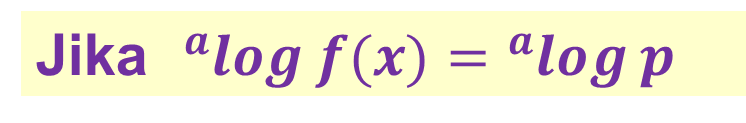 Jika ᵃlog f(x) = ᵃlog p